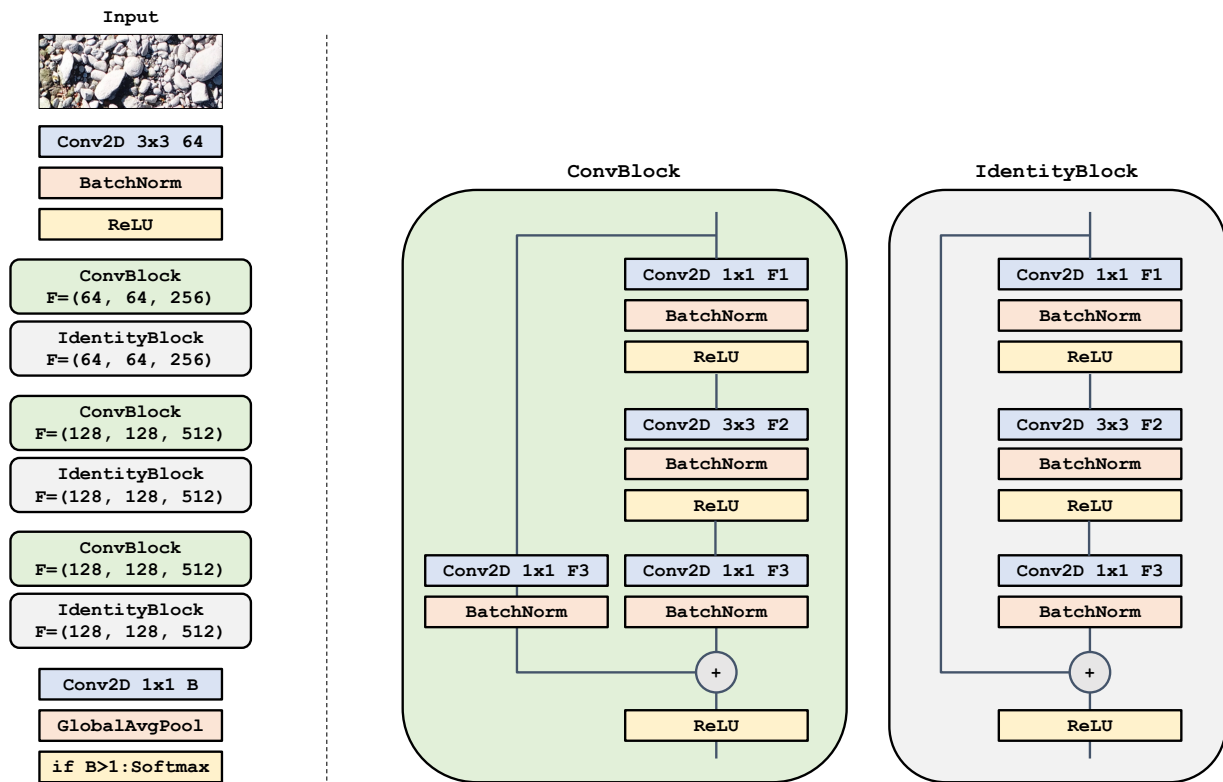 Input
Conv2D 3x3 64
BatchNorm
ReLU
ConvBlock
F=(64, 64, 256)
IdentityBlock
F=(64, 64, 256)
ConvBlock
F=(128, 128, 512)
IdentityBlock
F=(128, 128, 512)
ConvBlock
F=(128, 128, 512)
IdentityBlock
F=(128, 128, 512)
Conv2D 1x1 B
GlobalAvgPool
if B>1:Softmax
ConvBlock
Conv2D 1x1 F1
BatchNorm
ReLU
Conv2D 3x3 F2
BatchNorm
ReLU
Conv2D 1x1 F3
BatchNorm
Conv2D 1x1 F3
BatchNorm
+
ReLU
IdentityBlock
Conv2D 1x1 F1
BatchNorm
ReLU
Conv2D 3x3 F2
BatchNorm
ReLU
Conv2D 1x1 F3
BatchNorm
+
ReLU